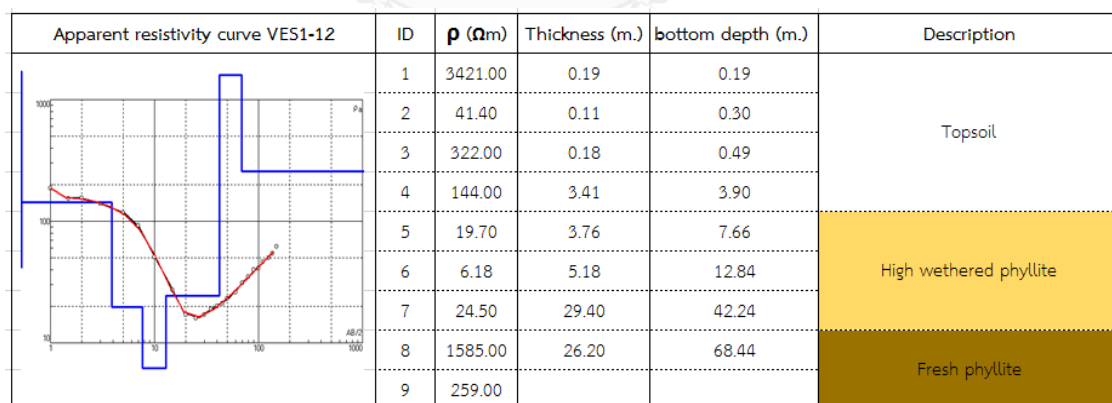 Apparent resistivity curve VES1-12 ID ρ (Ωm) Thickness (m.) bottom depth (m.) Description
1 3421.00 0.19 0.19
2 41.40 0.11 0.30
3 322.00 0.18 0.49
4 144.00 3.41 3.90
Topsoil
5 19.70 3.76 7.66
6 6.18 5.18 12.84
7 24.50 29.40 42.24
High wethered phyllite
8 1585.00 26.20 68.44
9 259.00
Fresh phyllite
1000
ρa
100
10
AB/2
1 10 100 1000